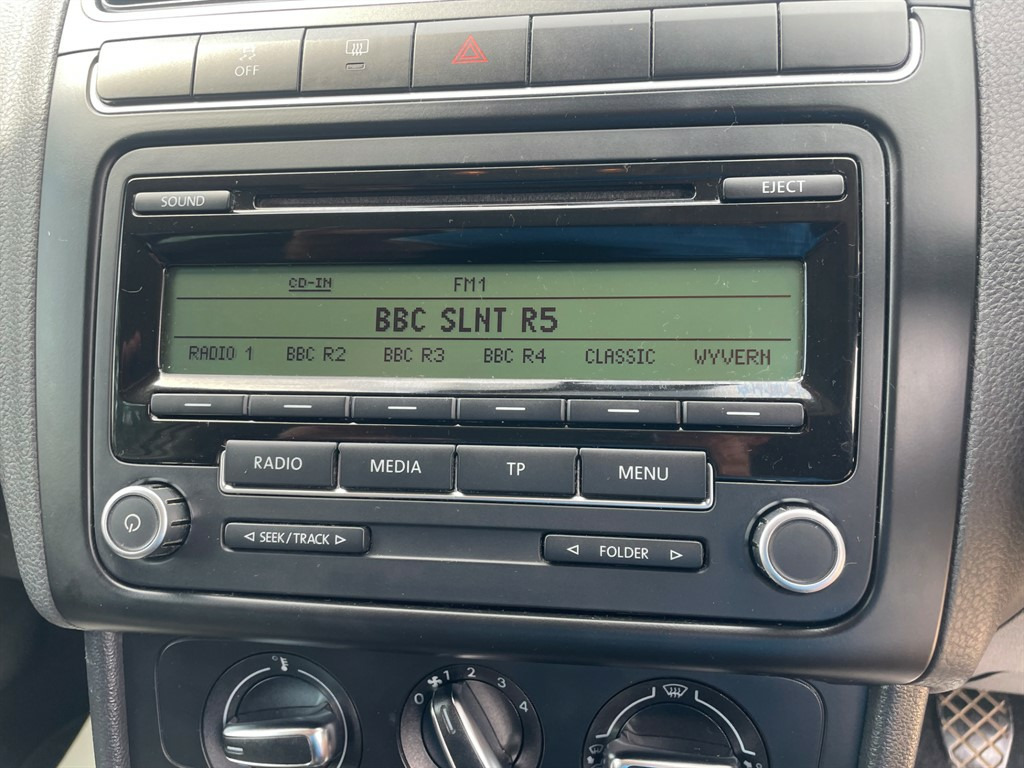 OFF
SOUND
EJECT
CD-IN FM1
BBC SLNT R5
RADIO 1 BBC R2 BBC R3 BBC R4 CLASSIC WYVERN
RADIO MEDIA TP MENU
SEEK/TRACK
FOLDER
0 1 2 3 4